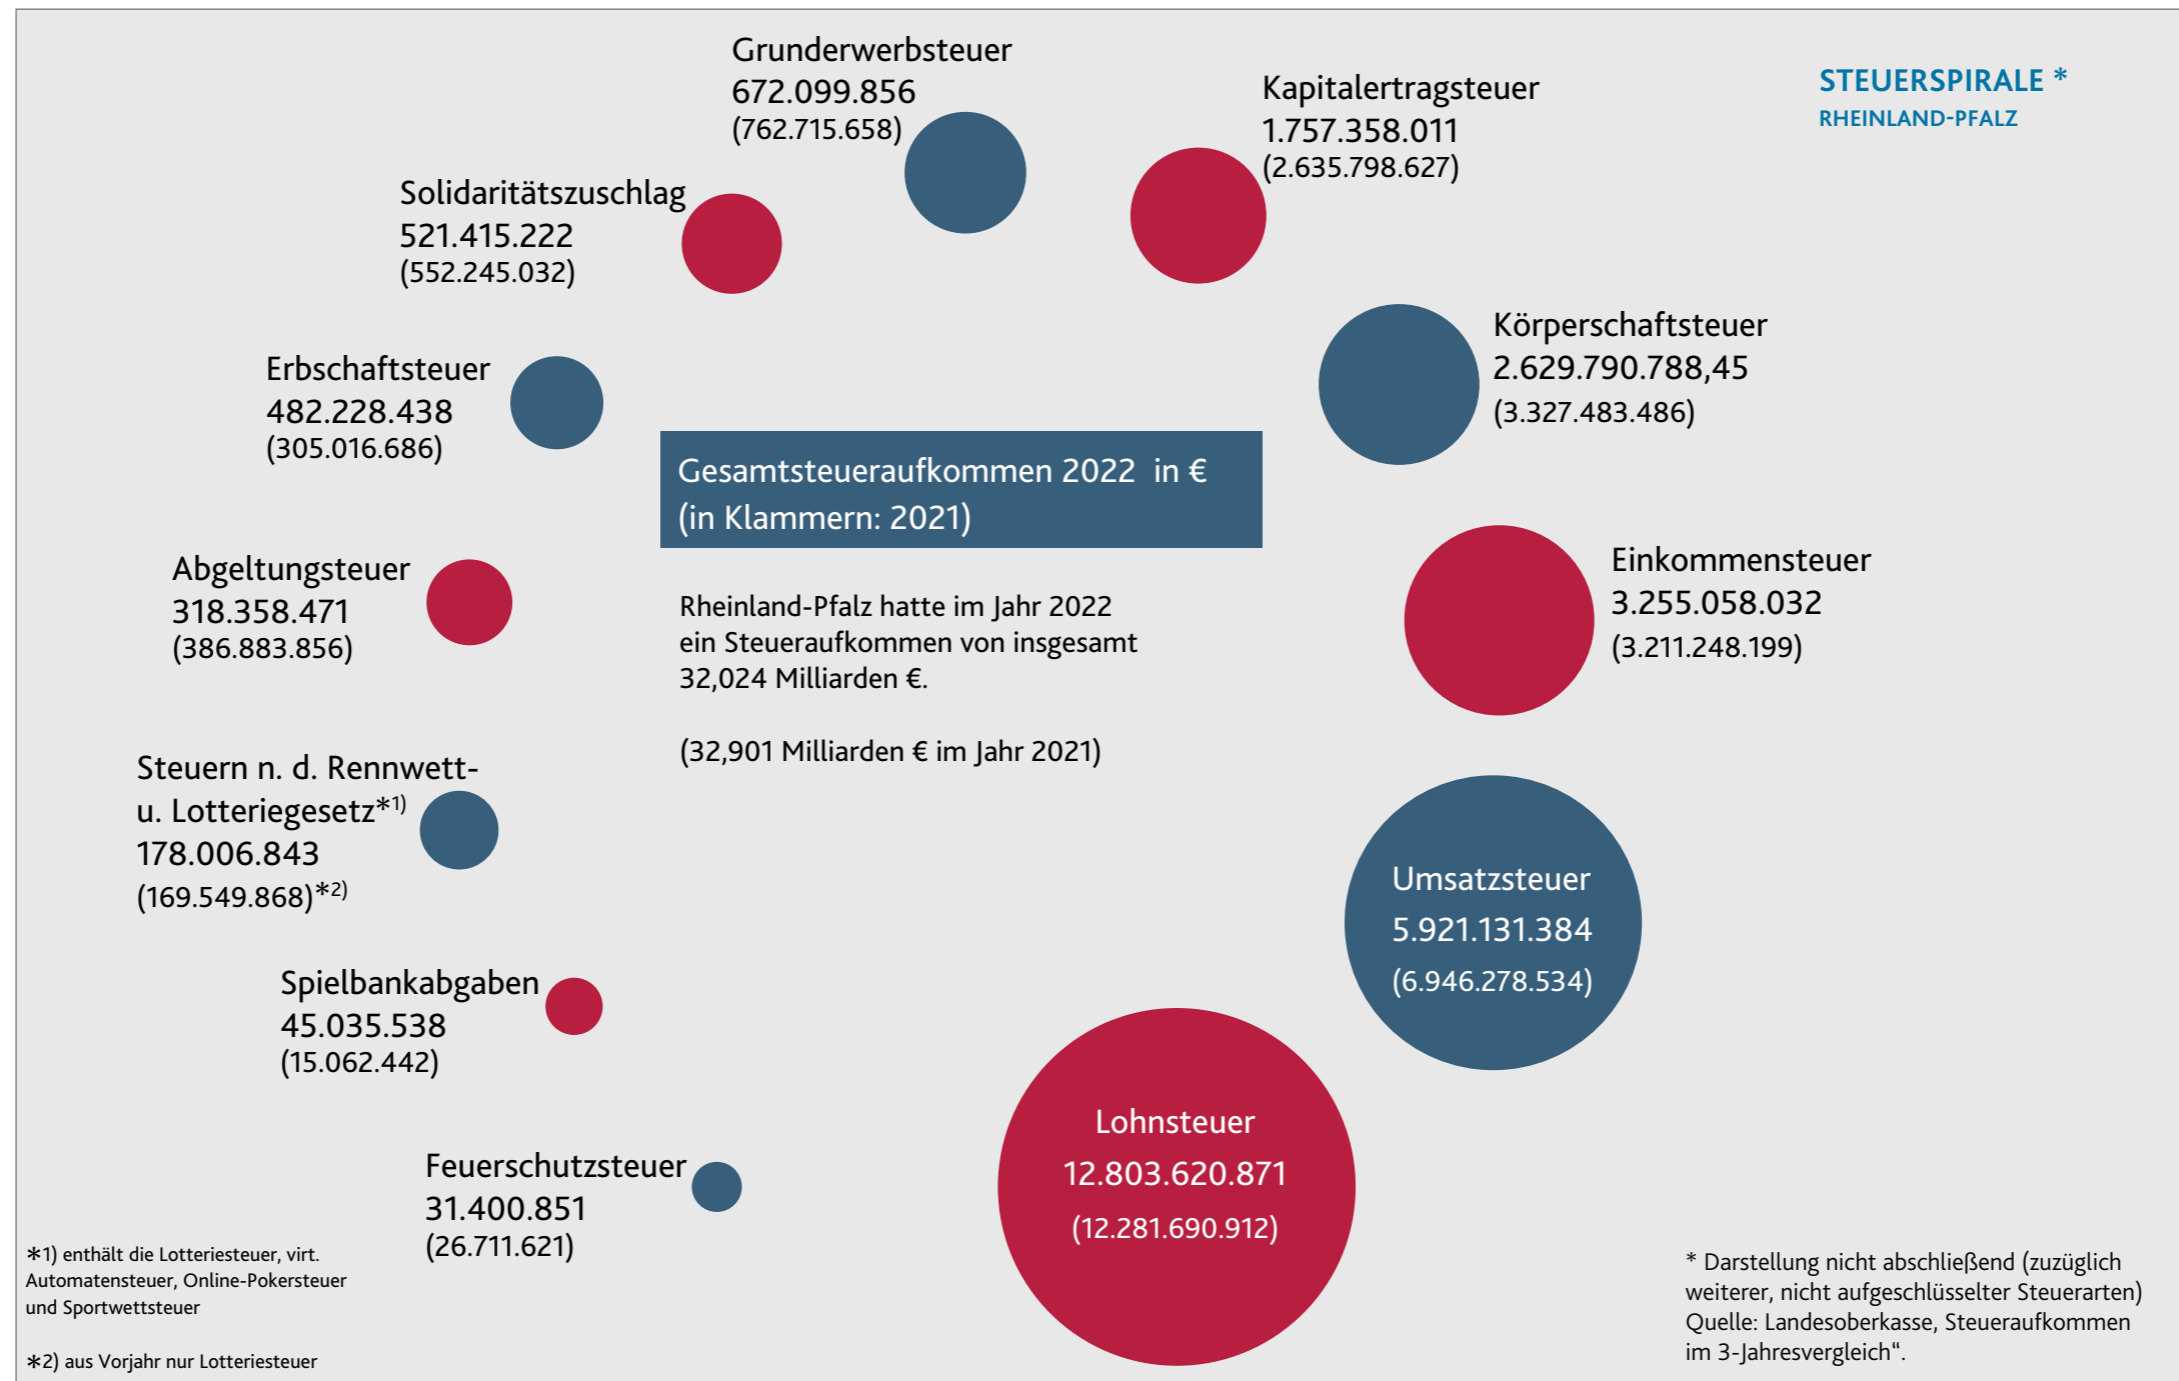 STEUERSPIRALE *
RHEINLAND-PFALZ
Grunderwerbsteuer
672.099.856
(762.715.658)
Kapitalertragsteuer
1.757.358.011
(2.635.798.627)
Solidaritätszuschlag
521.415.222
(552.245.032)
Körperschaftsteuer
2.629.790.788,45
(3.327.483.486)
Erbschaftsteuer
482.228.438
(305.016.686)
Gesamtsteueraufkommen 2022 in €
(in Klammern: 2021)
Einkommensteuer
3.255.058.032
(3.211.248.199)
Abgeltungsteuer
318.358.471
(386.883.856)
Rheinland-Pfalz hatte im Jahr 2022
ein Steueraufkommen von insgesamt
32,024 Milliarden €.
(32,901 Milliarden € im Jahr 2021)
Steuern n. d. Rennwett-
u. Lotteriegesetz*1)
178.006.843
(169.549.868)*2)
Umsatzsteuer
5.921.131.384
(6.946.278.534)
Spielbankabgaben
45.035.538
(15.062.442)
Lohnsteuer
12.803.620.871
(12.281.690.912)
Feuerschutzsteuer
31.400.851
(26.711.621)
*1) enthält die Lotteriesteuer, virt.
Automatensteuer, Online-Pokersteuer
und Sportwettsteuer
*2) aus Vorjahr nur Lotteriesteuer
* Darstellung nicht abschließend (zuzüglich
weiterer, nicht aufgeschlüsselter Steuerarten)
Quelle: Landesoberkasse, Steueraufkommen
im 3-Jahresvergleich“.